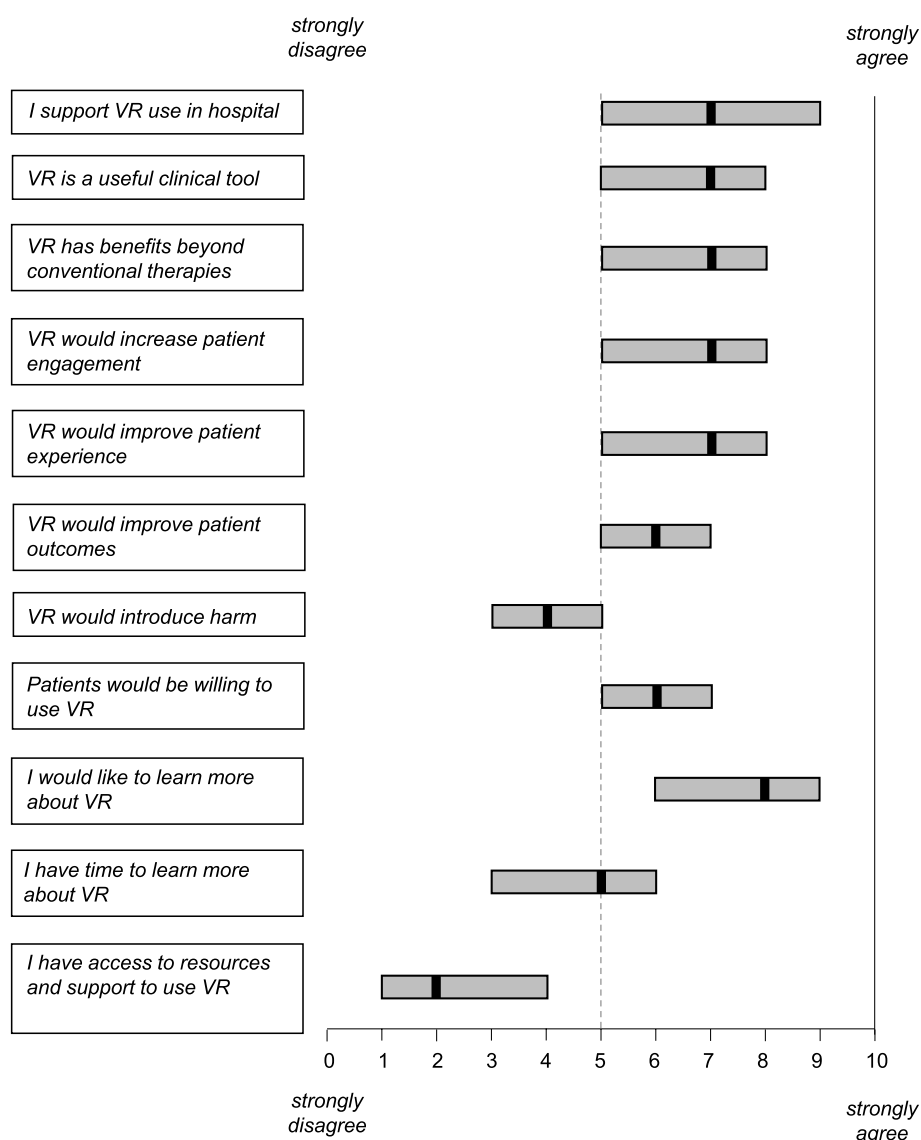 strongly
disagree
strongly
agree
I support VR use in hospital
VR is a useful clinical tool
VR has benefits beyond
conventional therapies
VR would increase patient
engagement
VR would improve patient
experience
VR would improve patient
outcomes
VR would introduce harm
Patients would be willing to
use VR
I would like to learn more
about VR
I have time to learn more
about VR
I have access to resources
and support to use VR
0 1 2 3 4 5 6 7 8 9 10
strongly
disagree
strongly
agree